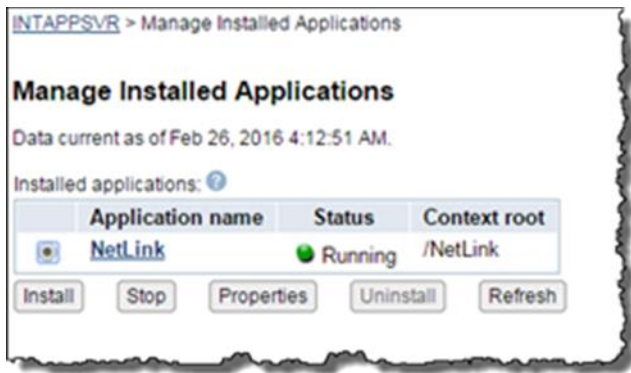 INTAPPSVR > Manage Installed Applications
Manage Installed Applications
Data current as of Feb 26, 2016 4:12:51 AM.
Installed applications: ?
Application name Status Context root
NetLink Running /NetLink
Install Stop Properties Uninstall Refresh